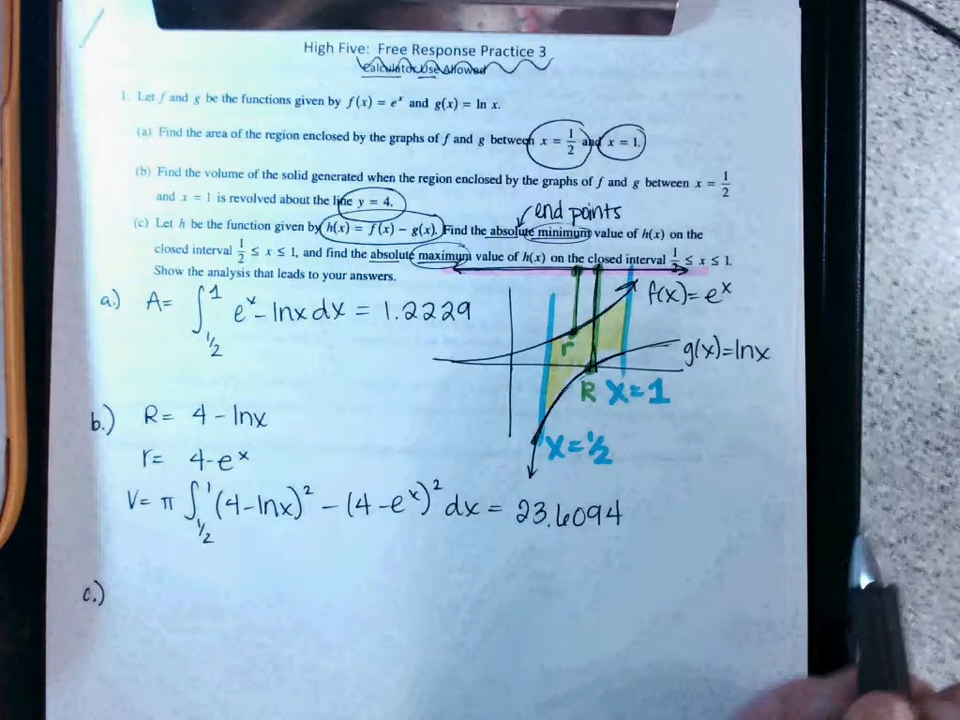 High Five: Free Response Practice 3
Calculator Use Allowed
1. Let f and g be the functions given by f(x) = e^x and g(x) = ln x.
(a) Find the area of the region enclosed by the graphs of f and g between x = 1/2 and x = 1.
(b) Find the volume of the solid generated when the region enclosed by the graphs of f and g between x = 1/2
and x = 1 is revolved about the line y = 4.
end points
(c) Let h be the function given by h(x) = f(x) − g(x). Find the absolute minimum value of h(x) on the
closed interval 1/2 ≤ x ≤ 1, and find the absolute maximum value of h(x) on the closed interval 1/2 ≤ x ≤ 1.
Show the analysis that leads to your answers.
a.) A= ∫_{1/2}^{1} e^x - lnx dx = 1.2229
f(x)=e^x
r
g(x)=lnx
R x=1
x=1/2
b.) R= 4 - lnx
r= 4-e^x
V= π ∫_{1/2}^{1} (4-lnx)^2 - (4-e^x)^2 dx = 23.6094
c.)